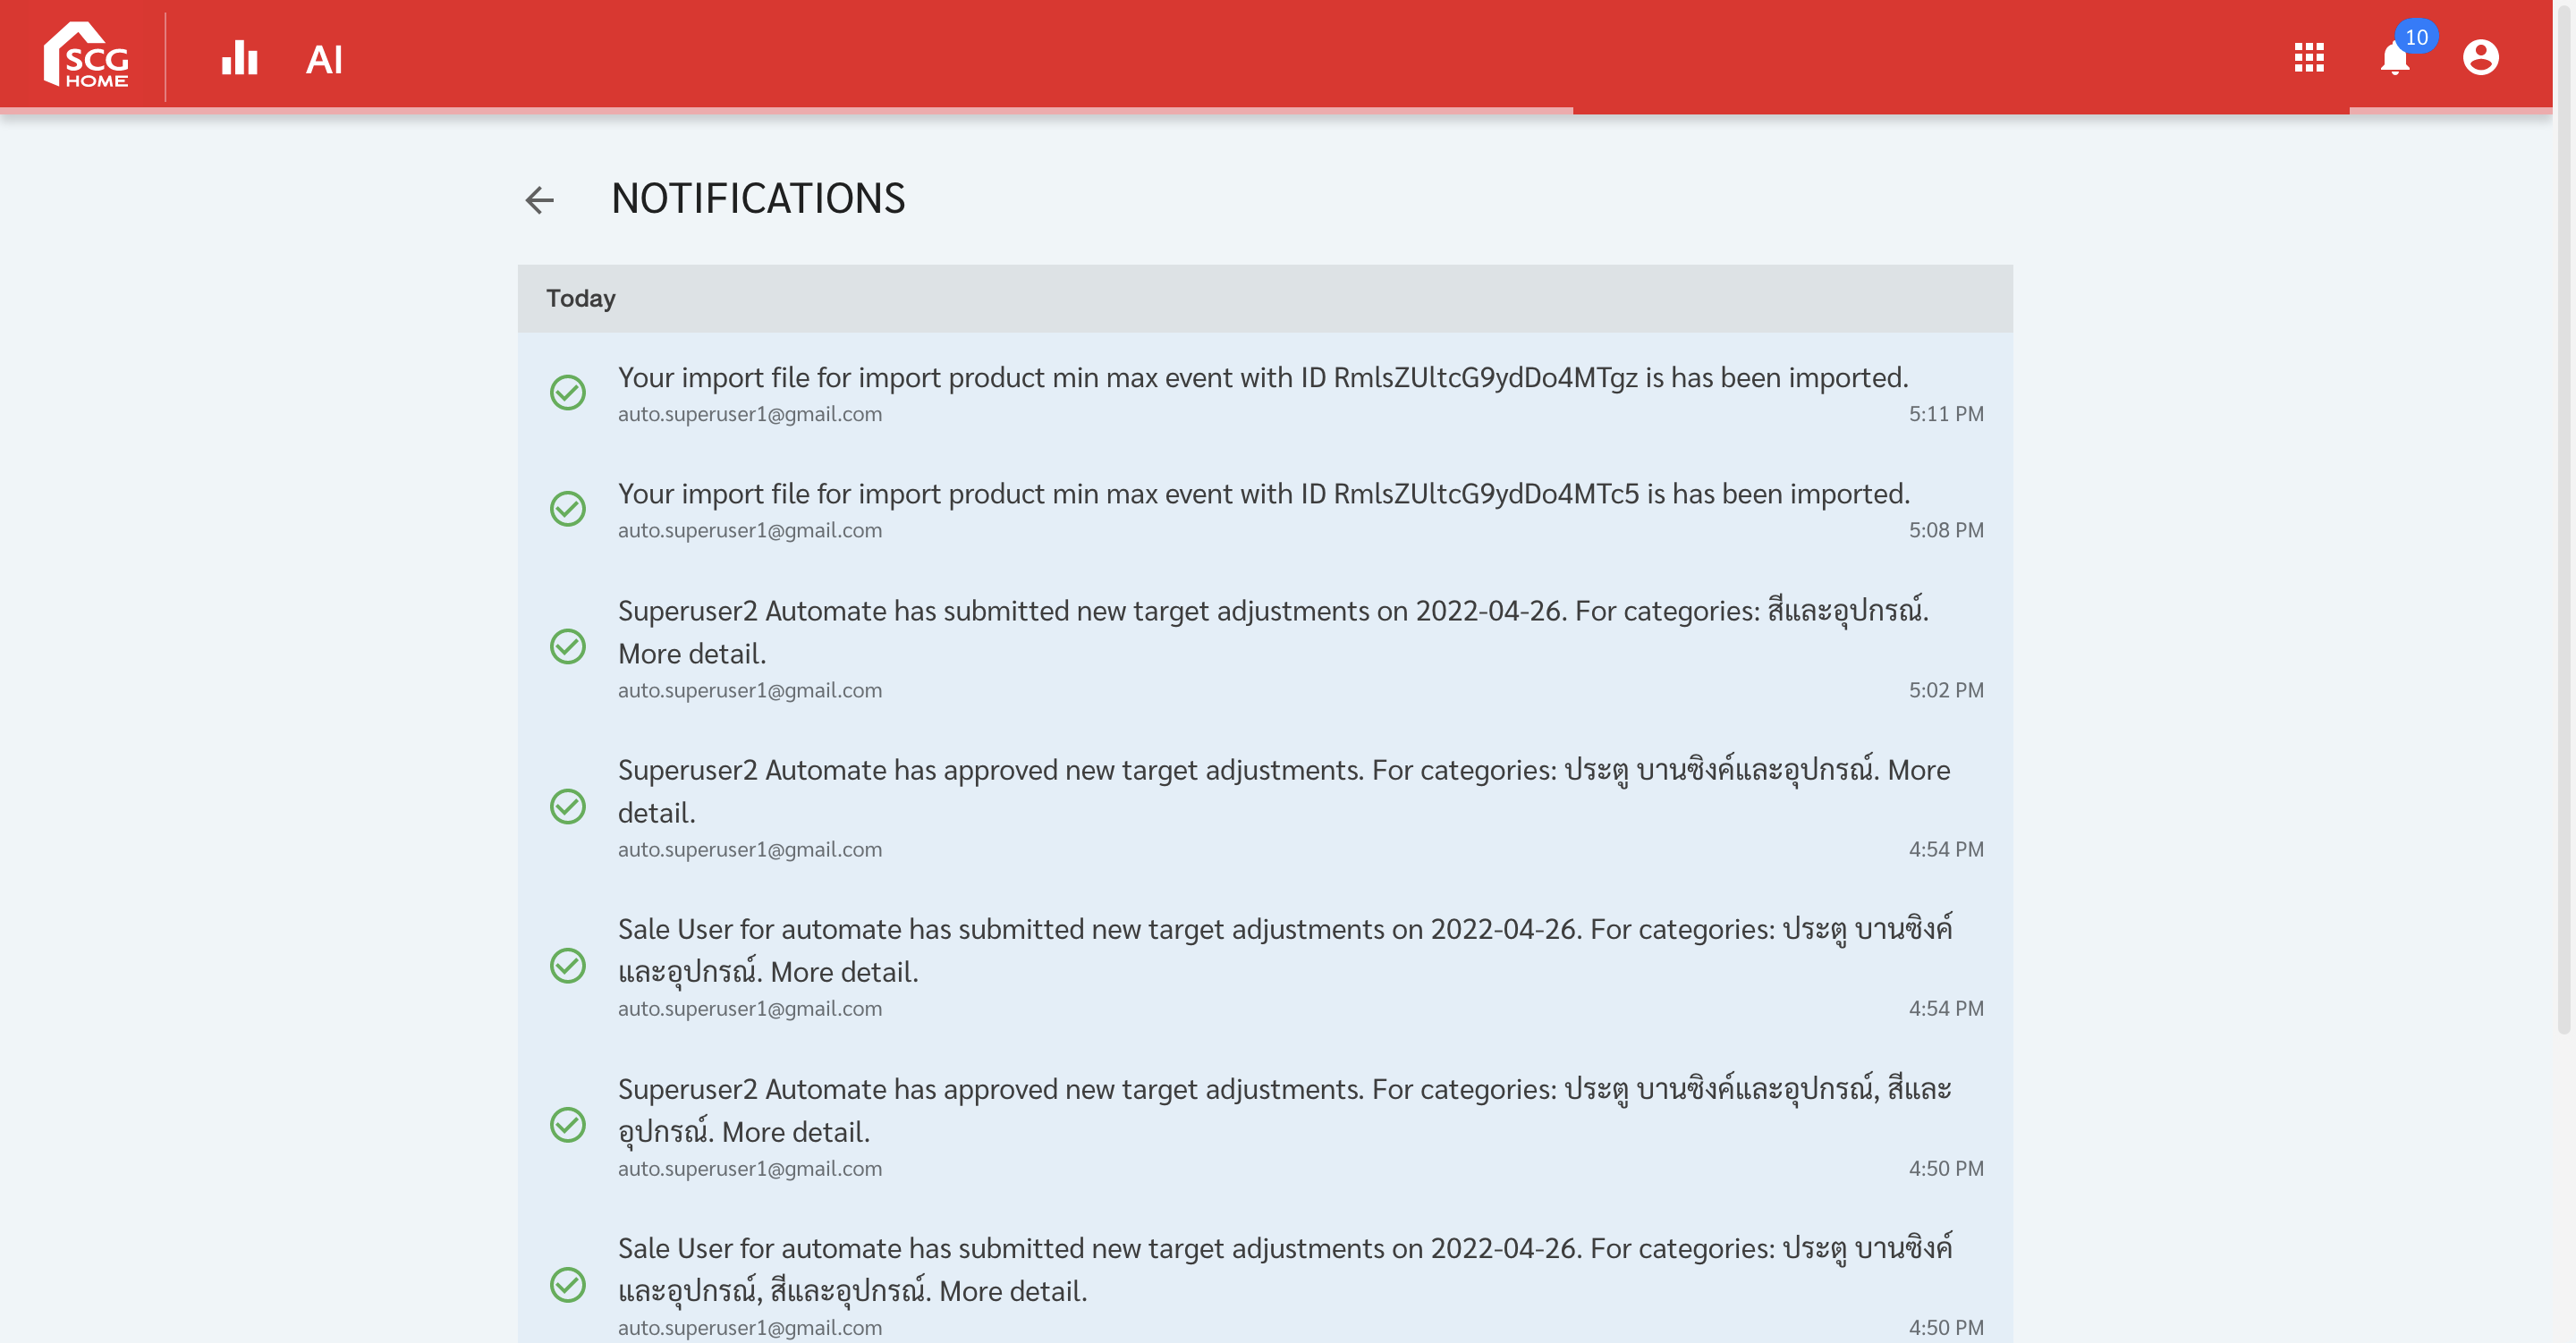 SCG
HOME
AI
10
NOTIFICATIONS
Today
Your import file for import product min max event with ID RmlsZUltcG9ydDo4MTgz is has been imported.
auto.superuser1@gmail.com 5:11 PM
Your import file for import product min max event with ID RmlsZUltcG9ydDo4MTc5 is has been imported.
auto.superuser1@gmail.com 5:08 PM
Superuser2 Automate has submitted new target adjustments on 2022-04-26. For categories: สีและอุปกรณ์.
More detail.
auto.superuser1@gmail.com 5:02 PM
Superuser2 Automate has approved new target adjustments. For categories: ประตู บานซิงค์และอุปกรณ์. More
detail.
auto.superuser1@gmail.com 4:54 PM
Sale User for automate has submitted new target adjustments on 2022-04-26. For categories: ประตู บานซิงค์
และอุปกรณ์. More detail.
auto.superuser1@gmail.com 4:54 PM
Superuser2 Automate has approved new target adjustments. For categories: ประตู บานซิงค์และอุปกรณ์, สีและ
อุปกรณ์. More detail.
auto.superuser1@gmail.com 4:50 PM
Sale User for automate has submitted new target adjustments on 2022-04-26. For categories: ประตู บานซิงค์
และอุปกรณ์, สีและอุปกรณ์. More detail.
auto.superuser1@gmail.com 4:50 PM